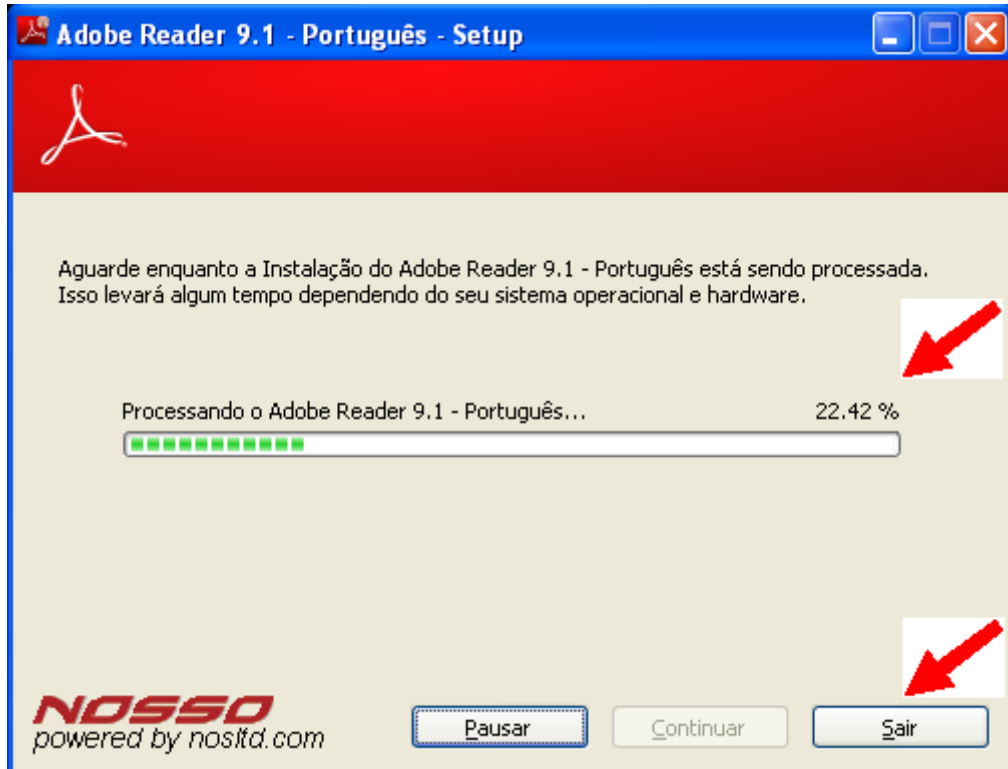 Adobe Reader 9.1 - Português - Setup
Aguarde enquanto a Instalação do Adobe Reader 9.1 - Português está sendo processada.
Isso levará algum tempo dependendo do seu sistema operacional e hardware.
Processando o Adobe Reader 9.1 - Português... 22.42 %
NOSSO
powered by nosltd.com
Pausar Continuar Sair